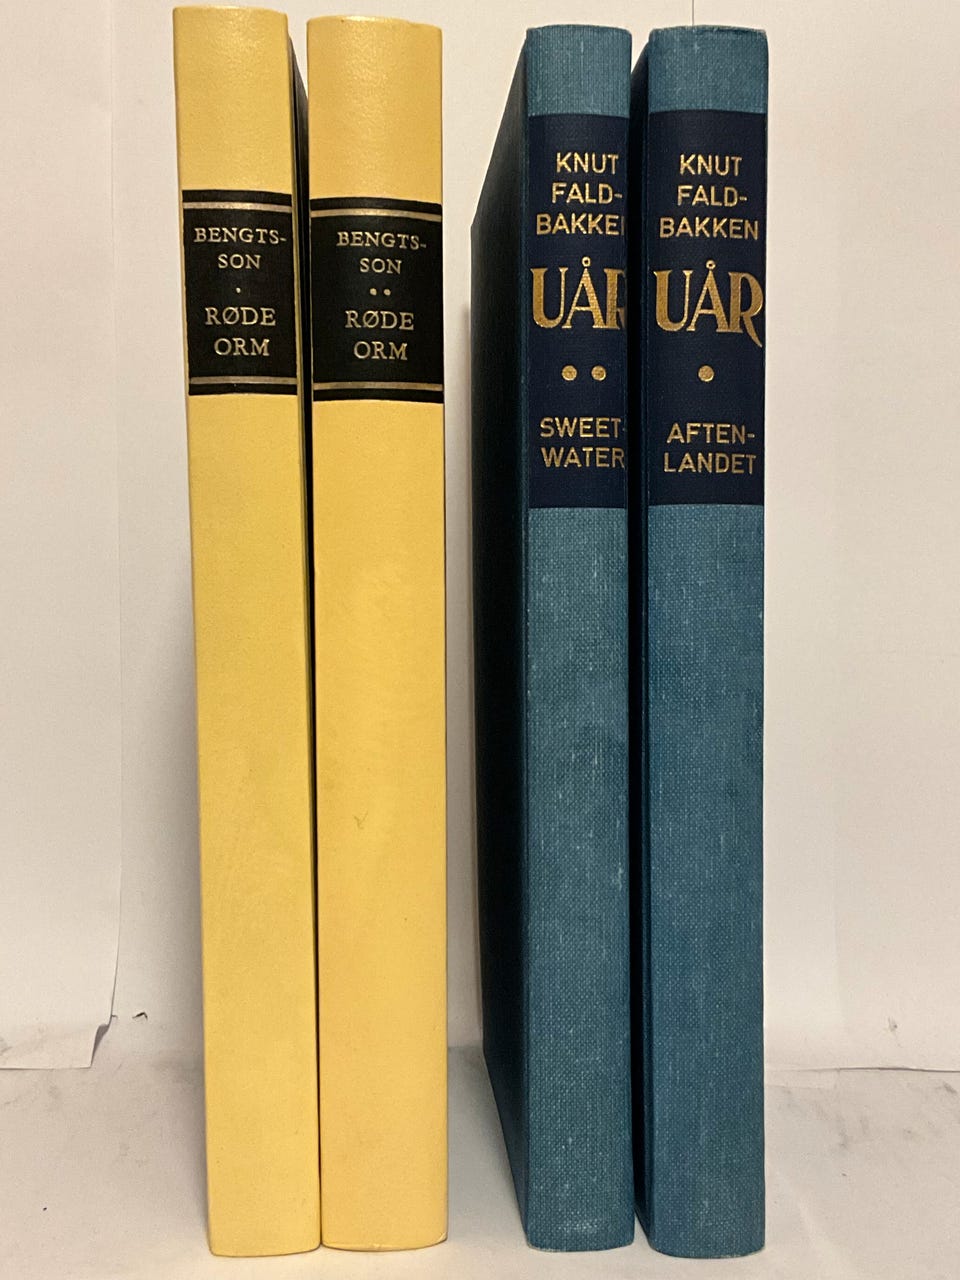 BENGTS-
SON
•
RØDE
ORM
BENGTS-
SON
• •
RØDE
ORM
KNUT
FALD-
BAKKEN
UÅR
• •
SWEET-
WATER
KNUT
FALD-
BAKKEN
UÅR
•
AFTEN-
LANDET